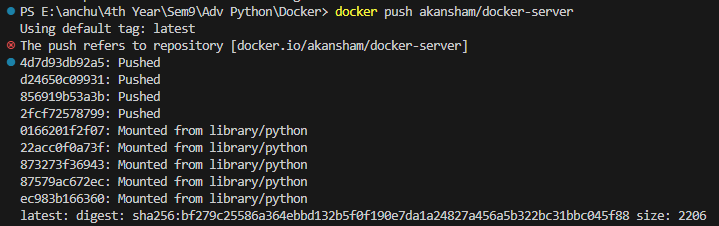 PS E:\anchu\4th Year\Sem9\Adv Python\Docker> docker push akansham/docker-server
Using default tag: latest
The push refers to repository [docker.io/akansham/docker-server]
4d7d93db92a5: Pushed
d24650c09931: Pushed
856919b53a3b: Pushed
2fcf72578799: Pushed
0166201f2f07: Mounted from library/python
22acc0f0a73f: Mounted from library/python
873273f36943: Mounted from library/python
87579ac672ec: Mounted from library/python
ec983b166360: Mounted from library/python
latest: digest: sha256:bf279c25586a364ebbd132b5f0f190e7da1a24827a456a5b322bc31bbc045f88 size: 2206